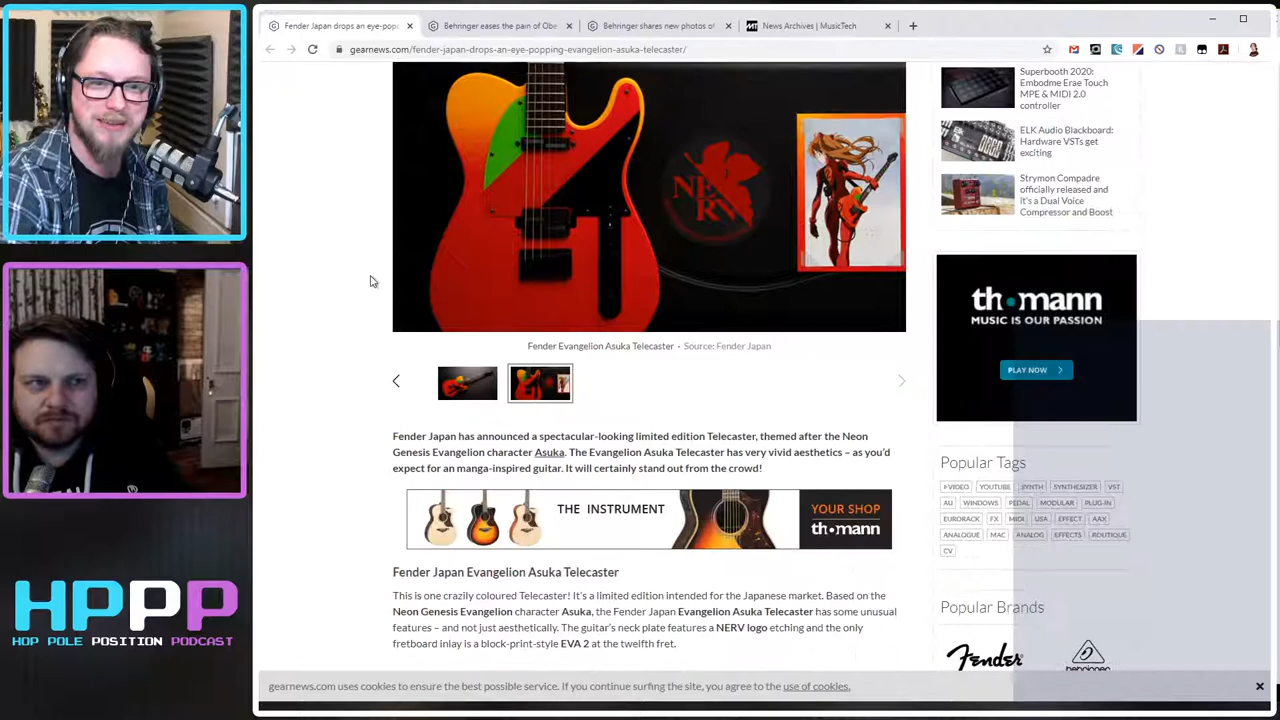 Fender Japan drops an eye-pop
Behringer eases the pain of Obe
Behringer shares new photos of
News Archives | MusicTech
gearnews.com/fender-japan-drops-an-eye-popping-evangelion-asuka-telecaster/
NERV
Fender Evangelion Asuka Telecaster · Source: Fender Japan
Fender Japan has announced a spectacular-looking limited edition Telecaster, themed after the Neon
Genesis Evangelion character Asuka. The Evangelion Asuka Telecaster has very vivid aesthetics – as you'd
expect for an manga-inspired guitar. It will certainly stand out from the crowd!
THE INSTRUMENT
YOUR SHOP
th•mann
Fender Japan Evangelion Asuka Telecaster
This is one crazily coloured Telecaster! It's a limited edition intended for the Japanese market. Based on the
Neon Genesis Evangelion character Asuka, the Fender Japan Evangelion Asuka Telecaster has some unusual
features – and not just aesthetically. The guitar's neck plate features a NERV logo etching and the only
fretboard inlay is a block-print-style EVA 2 at the twelfth fret.
Superbooth 2020:
Embodme Erae Touch
MPE & MIDI 2.0
controller
ELK Audio Blackboard:
Hardware VSTs get
exciting
Strymon Compadre
officially released and
it's a Dual Voice
Compressor and Boost
th•mann
MUSIC IS OUR PASSION
PLAY NOW
Popular Tags
VIDEO YOUTUBE SYNTH SYNTHESIZER VST
AU WINDOWS PEDAL MODULAR PLUG-IN
EURORACK FX MIDI USA EFFECT AAX
ANALOGUE MAC ANALOG EFFECTS BOUTIQUE
CV
Popular Brands
Fender
behringer
gearnews.com uses cookies to ensure the best possible service. If you continue surfing the site, you agree to the use of cookies.
HPPP
HOP POLE POSITION PODCAST